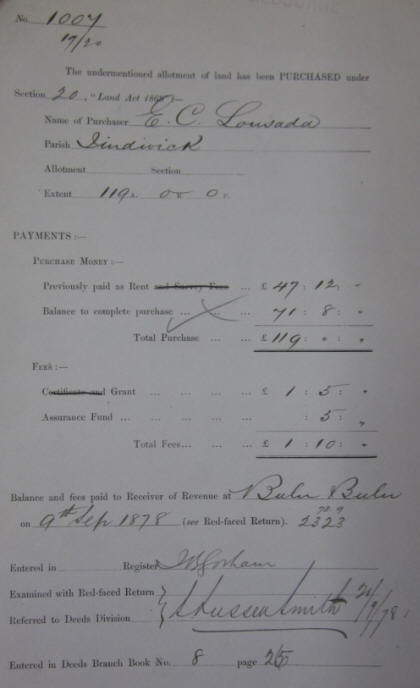 No. 1007
19/20
The undermentioned allotment of land has been PURCHASED under
Section 20, "Land Act 1869":—
Name of Purchaser E. C. Lousada
Parish Jindivick
Allotment Section
Extent 119a 0r 0p
PAYMENTS :—
PURCHASE MONEY :—
Previously paid as Rent and Survey Fees ... £ 47 : 12 : "
Balance to complete purchase ... ... ... 71 : 8 : "
Total Purchase ... ... £ 119 : " : "
FEES :—
Certificate and Grant ... ... ... ... £ 1 : 5 : "
Assurance Fund ... ... ... ... ... : 5 : "
Total Fees... ... ... £ 1 : 10 : "
Balance and fees paid to Receiver of Revenue at Buln Buln
on 9th Sep 1878 (see Red-faced Return). 2323
Entered in Register
Examined with Red-faced Return
Referred to Deeds Division
Entered in Deeds Branch Book No. 8 page 25